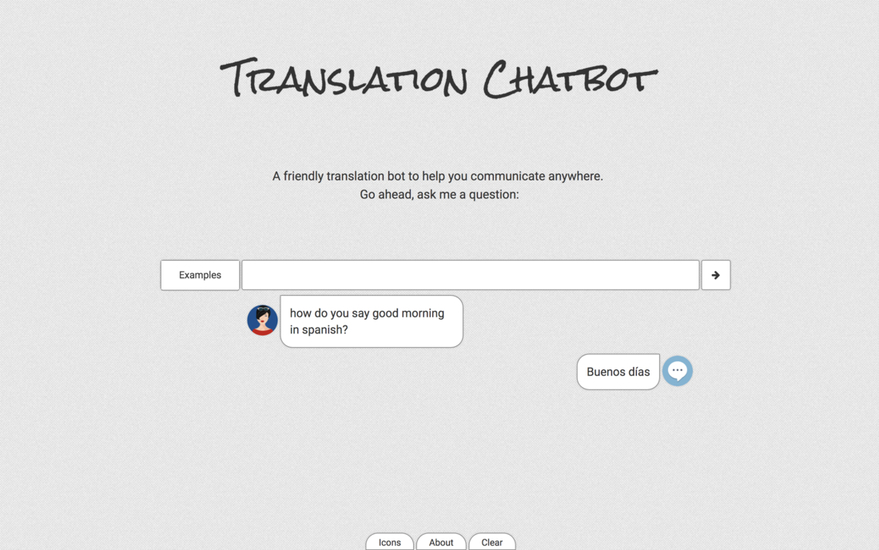 Translation Chatbot
A friendly translation bot to help you communicate anywhere.
Go ahead, ask me a question:
Examples
how do you say good morning
in spanish?
Buenos días
Icons
About
Clear